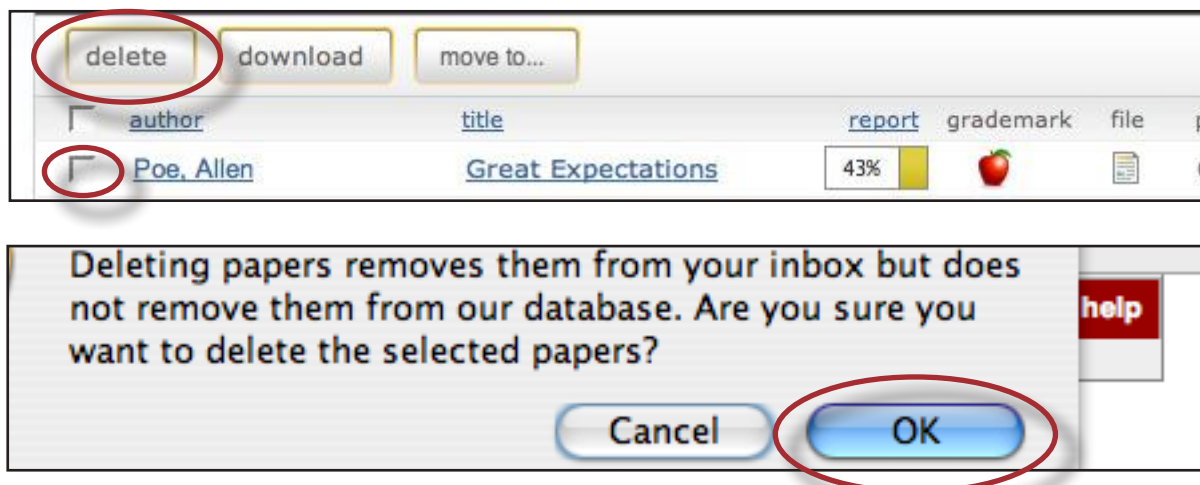 delete download move to...
author title report grademark file
Poe, Allen Great Expectations 43%
Deleting papers removes them from your inbox but does
not remove them from our database. Are you sure you
want to delete the selected papers?
help
Cancel OK